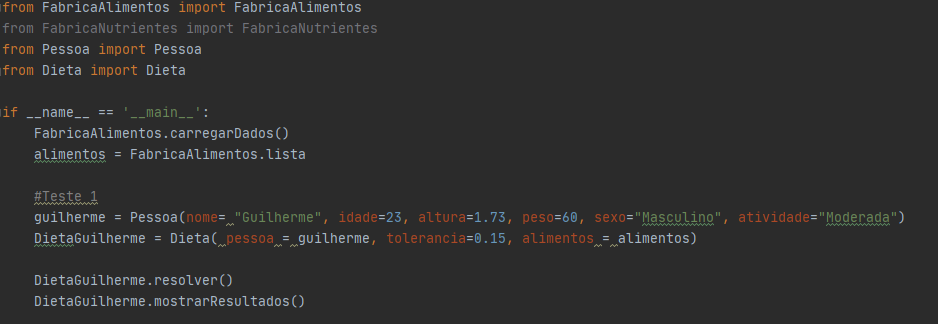 from FabricaAlimentos import FabricaAlimentos
from FabricaNutrientes import FabricaNutrientes
from Pessoa import Pessoa
from Dieta import Dieta
if __name__ == '__main__':
FabricaAlimentos.carregarDados()
alimentos = FabricaAlimentos.lista
#Teste 1
guilherme = Pessoa(nome= "Guilherme", idade=23, altura=1.73, peso=60, sexo="Masculino", atividade="Moderada")
DietaGuilherme = Dieta( pessoa = guilherme, tolerancia=0.15, alimentos = alimentos)
DietaGuilherme.resolver()
DietaGuilherme.mostrarResultados()